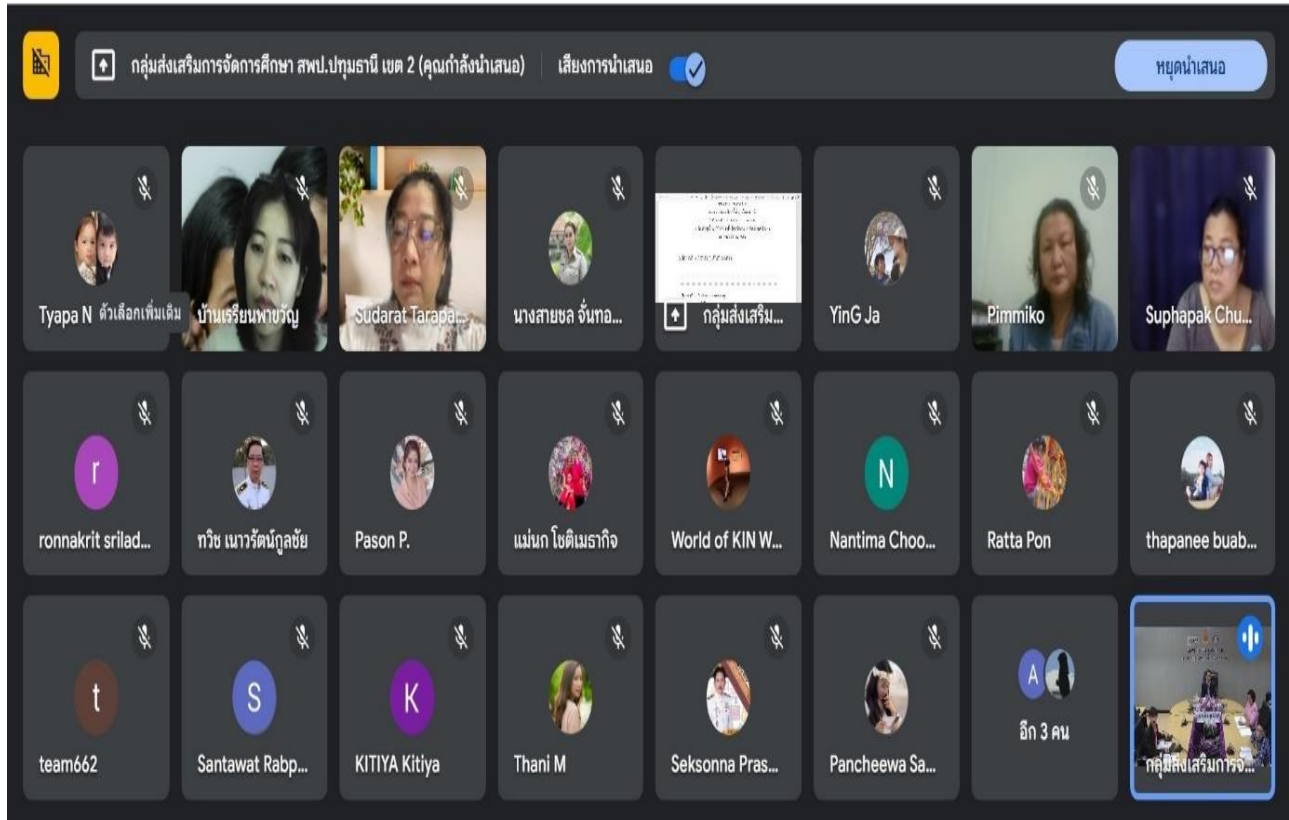 กลุ่มส่งเสริมการจัดการศึกษา สพป.ปทุมธานี เขต 2 (คุณกำลังนำเสนอ)
เสียงการนำเสนอ
หยุดนำเสนอ
Tyapa N
ตัวเลือกเพิ่มเติม
บ้านเรียนพาขวัญ
Sudarat Tarapa...
นางสายชล จั่นทอ...
กลุ่มส่งเสริม...
YinG Ja
Pimmiko
Suphapak Chu...
r
ronnakrit srilad...
ทวิช เนาวรัตน์กูลชัย
Pason P.
แม่นก โชติเมธากิจ
World of KIN W...
N
Nantima Choo...
Ratta Pon
thapanee buab...
t
team662
S
Santawat Rabp...
K
KITIYA Kitiya
Thani M
Seksonna Pras...
Pancheewa Sa...
A
อีก 3 คน
กลุ่มส่งเสริมการจ...